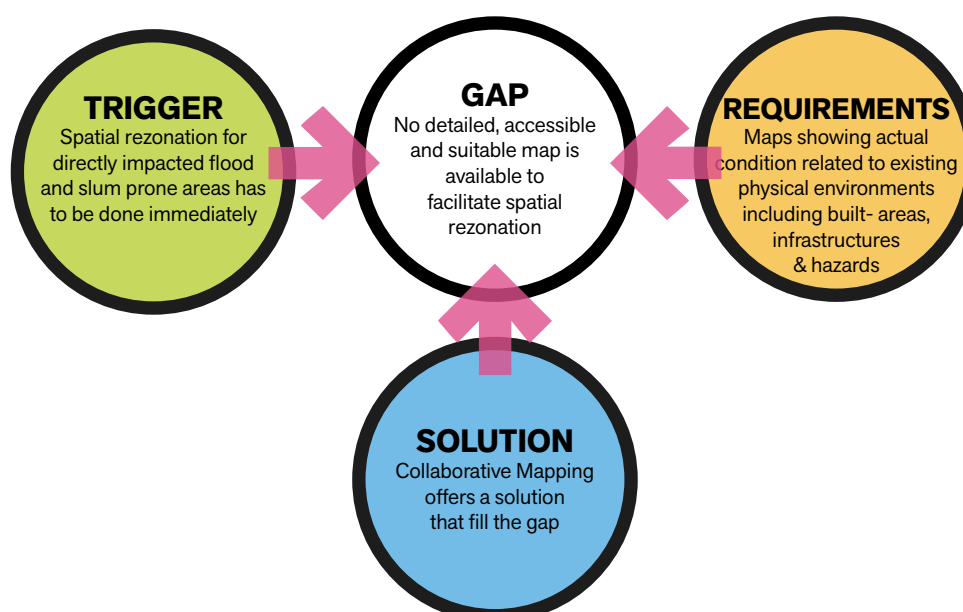 TRIGGER
Spatial rezonation for
directly impacted flood
and slum prone areas has
to be done immediately
GAP
No detailed, accessible
and suitable map is
available to
facilitate spatial
rezonation
REQUIREMENTS
Maps showing actual
condition related to existing
physical environments
including built- areas,
infrastructures
& hazards
SOLUTION
Collaborative Mapping
offers a solution
that fill the gap